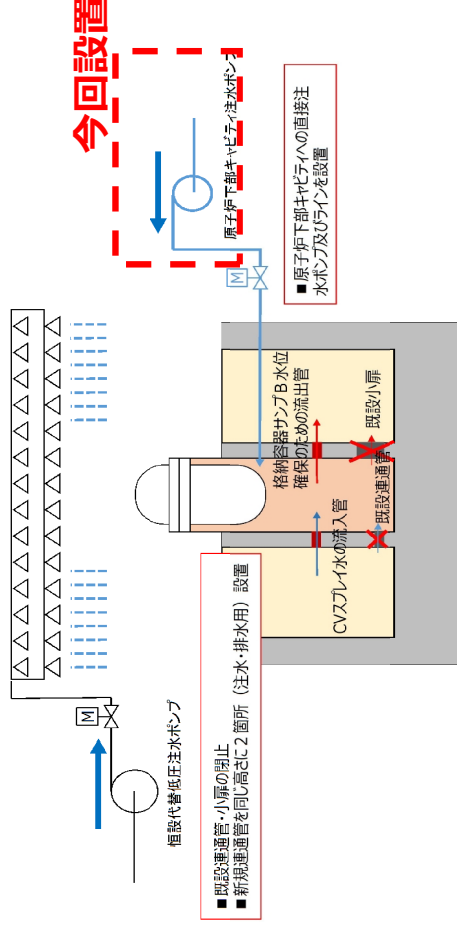 今回設置
原子炉下部キャビティ注水ポンプ
M
■原子炉下部キャビティへの直接注
水ポンプ及びラインを設置
M
恒設代替低圧注水ポンプ
格納容器サンプB水位
確保のための流出管
既設小扉
既設連通管
CVスプレイ水の流入管
■既設連通管・小扉の閉止
■新規連通管を同じ高さに2箇所（注水・排水用）設置